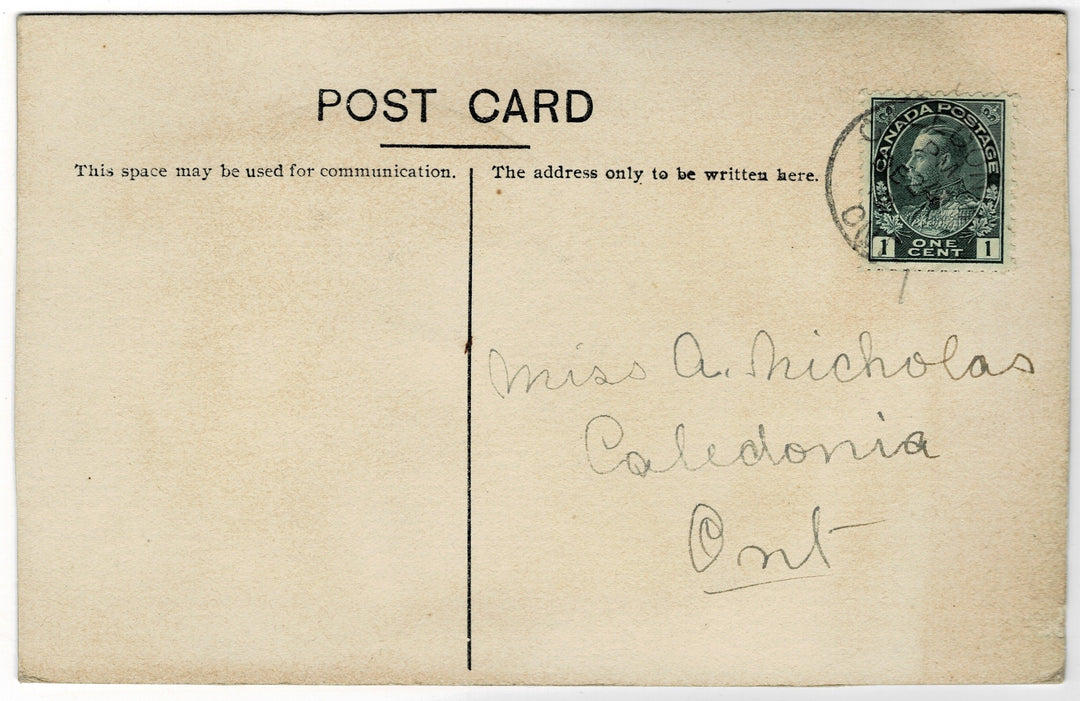 POST CARD
This space may be used for communication.
The address only to be written here.
CANADA POSTAGE
1 ONE CENT 1
Miss A. Nicholas
Caledonia
Ont